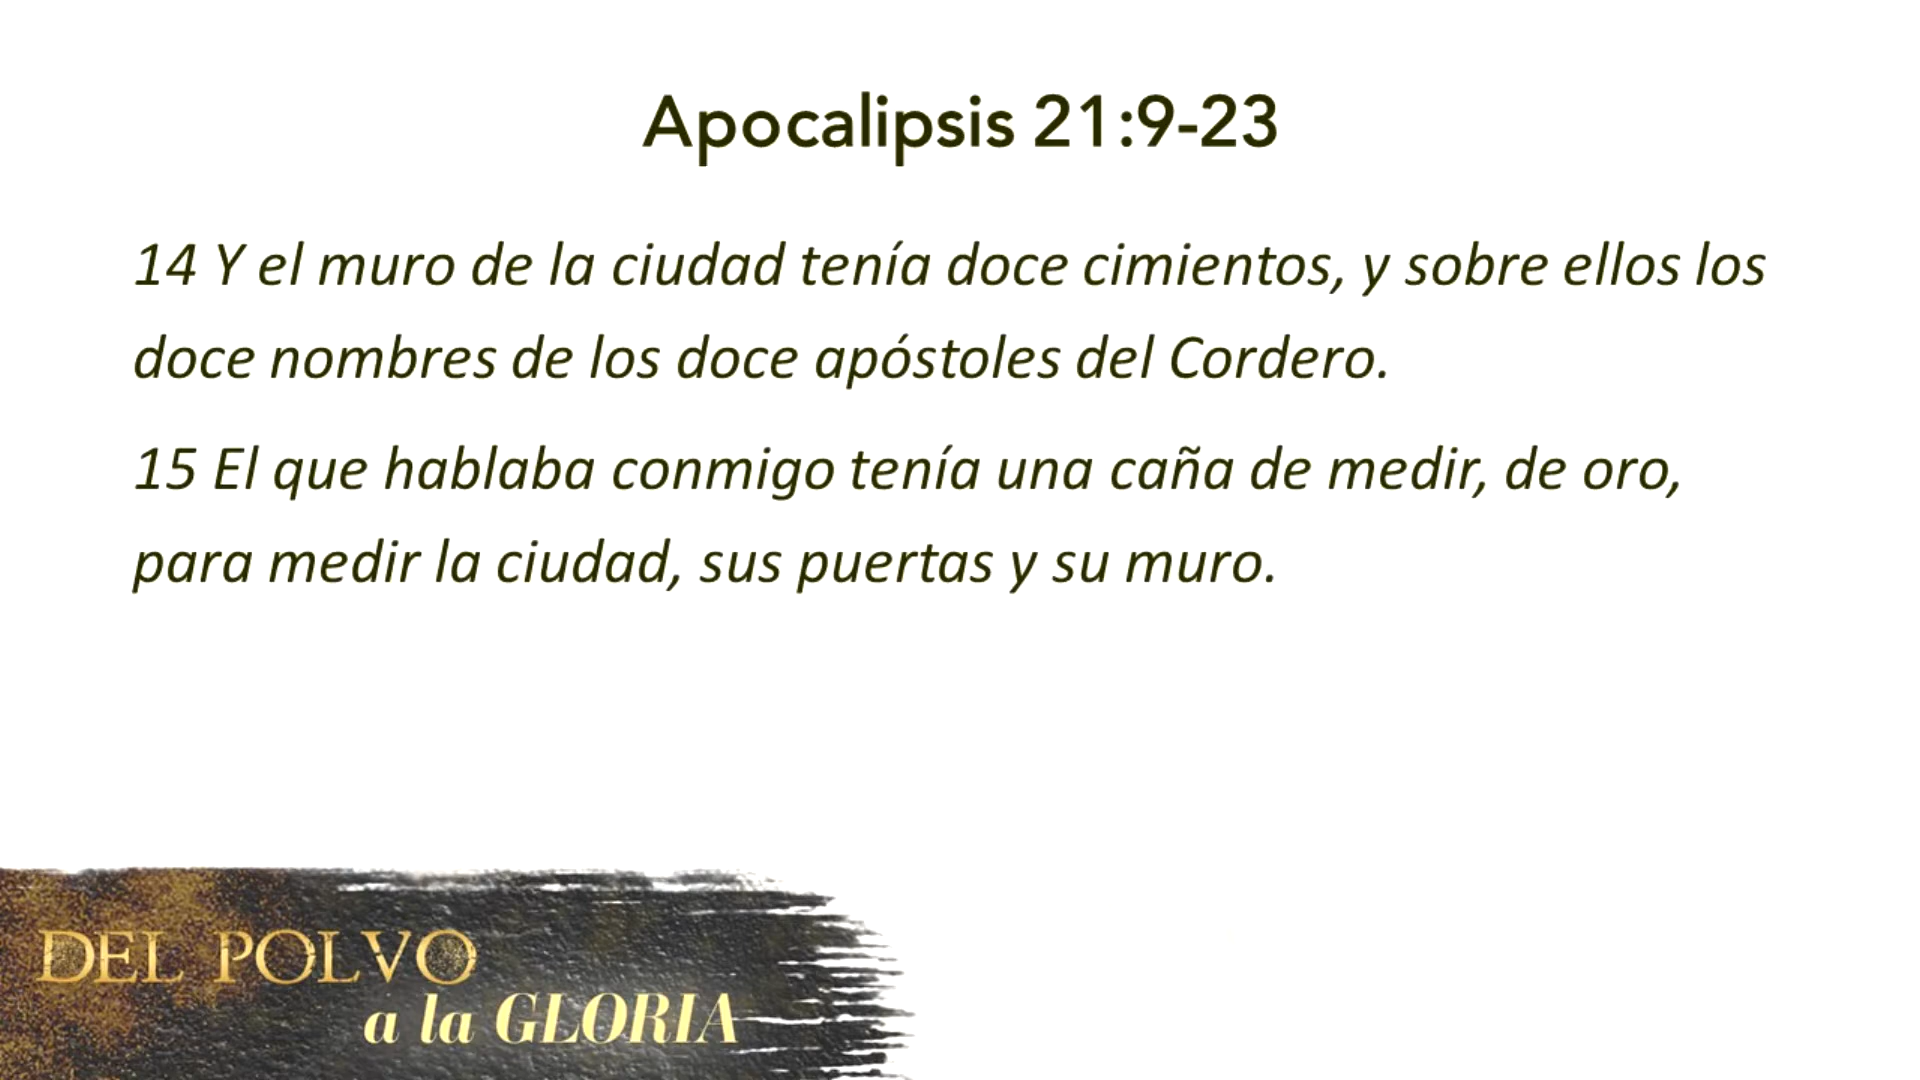 Apocalipsis 21:9-23
14 Y el muro de la ciudad tenía doce cimientos, y sobre ellos los
doce nombres de los doce apóstoles del Cordero.
15 El que hablaba conmigo tenía una caña de medir, de oro,
para medir la ciudad, sus puertas y su muro.
DEL POLVO
a la GLORIA